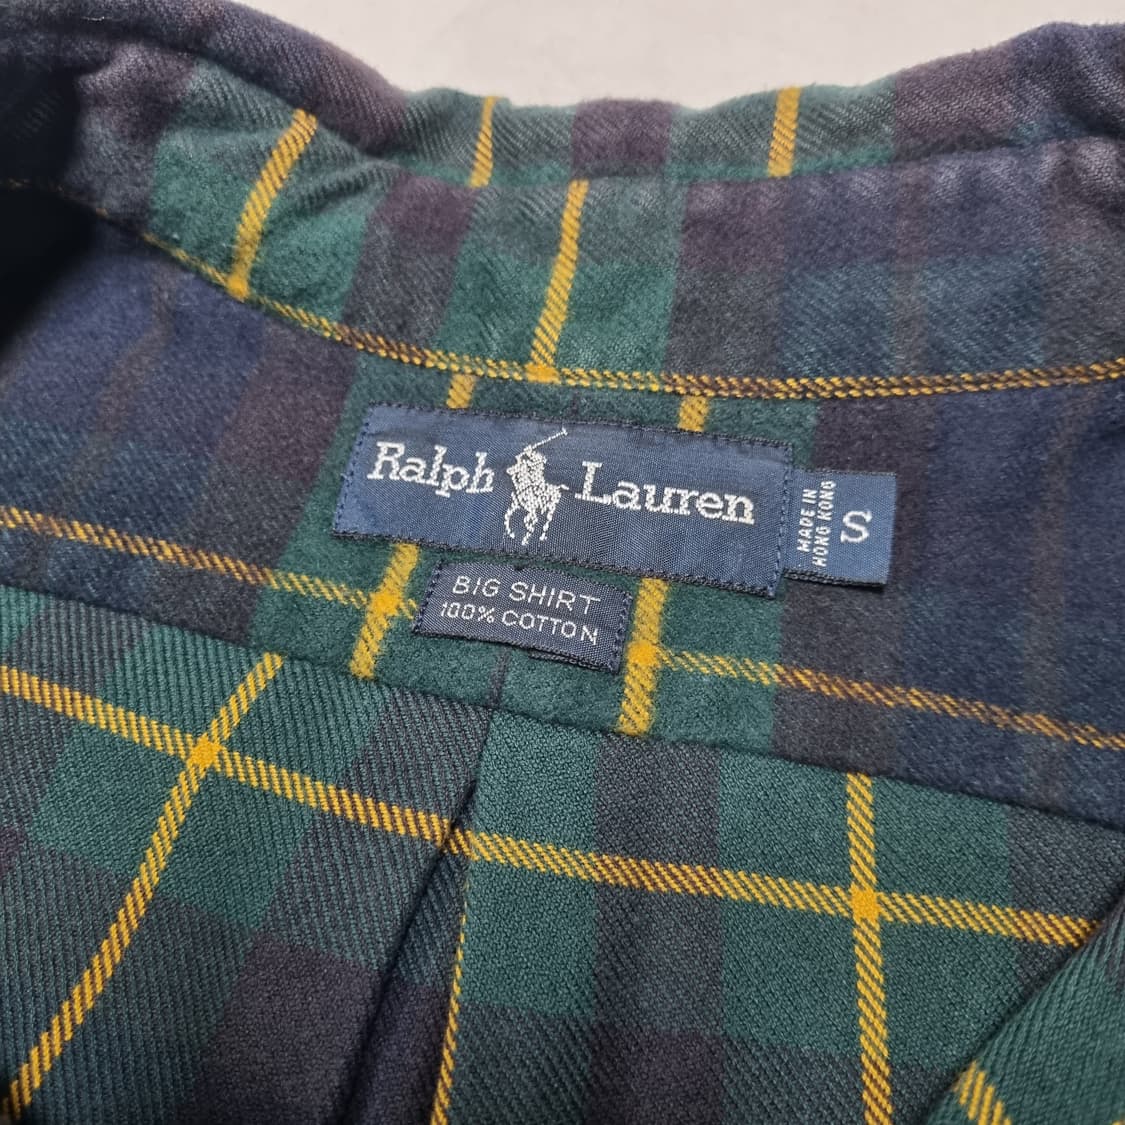 Ralph Lauren
MADE IN
HONG KONG
S
BIG SHIRT
100% COTTON